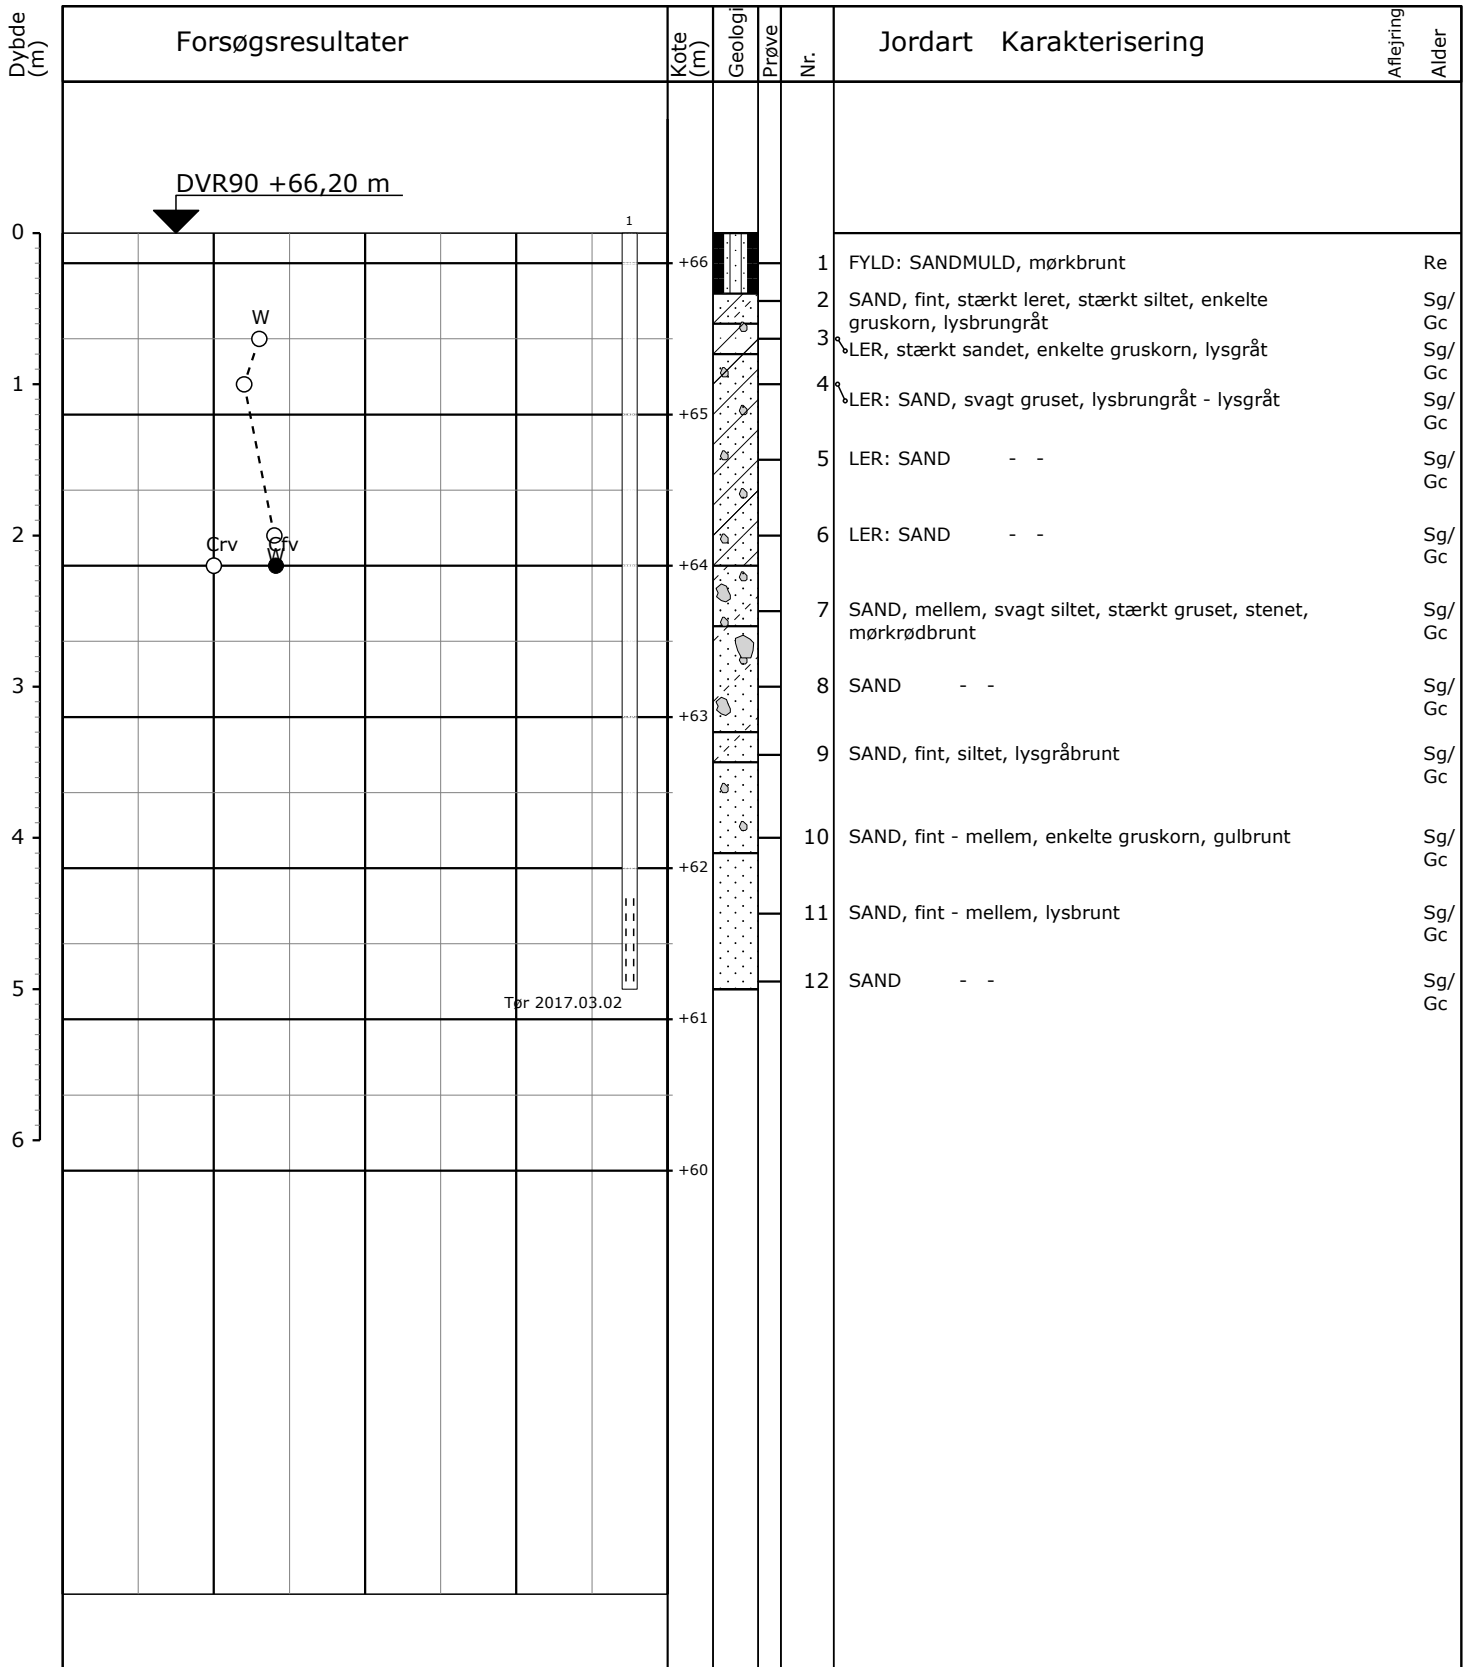 Dybde
(m)
Forsøgsresultater
Kote
(m)
Geologi
Prøve
Nr.
Jordart Karakterisering
Aflejring
Alder
DVR90 +66,20 m
0
1
+66
1 FYLD: SANDMULD, mørkbrunt Re
2 SAND, fint, stærkt leret, stærkt siltet, enkelte Sg/
gruskorn, lysbrungråt Gc
W
3
LER, stærkt sandet, enkelte gruskorn, lysgråt Sg/
Gc
1
4
LER: SAND, svagt gruset, lysbrungråt - lysgråt Sg/
Gc
+65
5 LER: SAND - - Sg/
Gc
2
6 LER: SAND - - Sg/
Gc
Crv
Cfv
W
+64
7 SAND, mellem, svagt siltet, stærkt gruset, stenet, Sg/
mørkrødbrunt Gc
3
8 SAND - - Sg/
Gc
+63
9 SAND, fint, siltet, lysgråbrunt Sg/
Gc
4
10 SAND, fint - mellem, enkelte gruskorn, gulbrunt Sg/
Gc
+62
11 SAND, fint - mellem, lysbrunt Sg/
Gc
5
12 SAND - - Sg/
Gc
Tør 2017.03.02
+61
6
+60